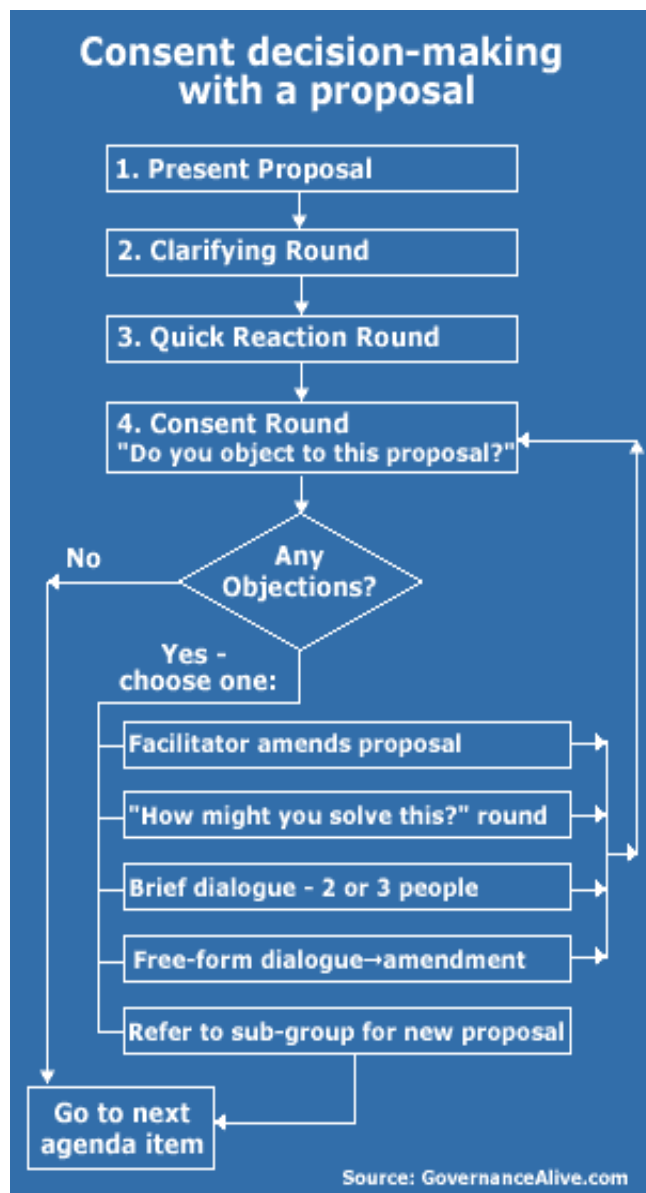 Consent decision-making
with a proposal
1. Present Proposal
2. Clarifying Round
3. Quick Reaction Round
4. Consent Round
"Do you object to this proposal?"
Any
Objections?
No
Yes -
choose one:
Facilitator amends proposal
"How might you solve this?" round
Brief dialogue - 2 or 3 people
Free-form dialogue→amendment
Refer to sub-group for new proposal
Go to next
agenda item
Source: GovernanceAlive.com